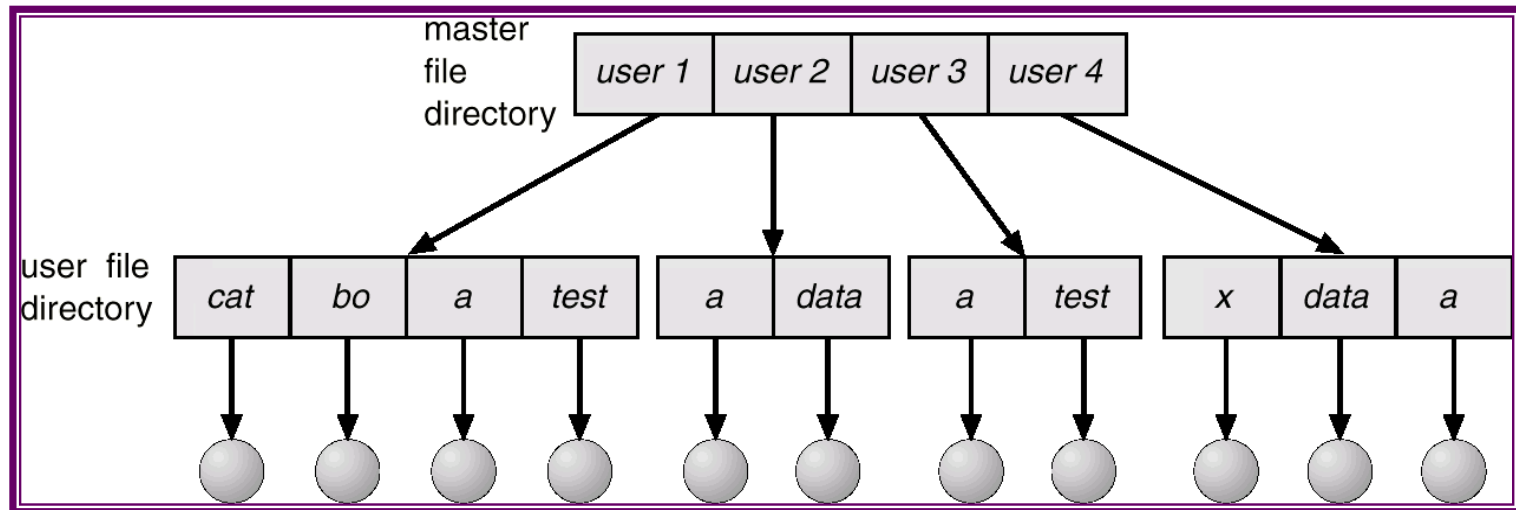 master
file
directory
user 1 user 2 user 3 user 4
user file
directory
cat bo a test a data a test x data a